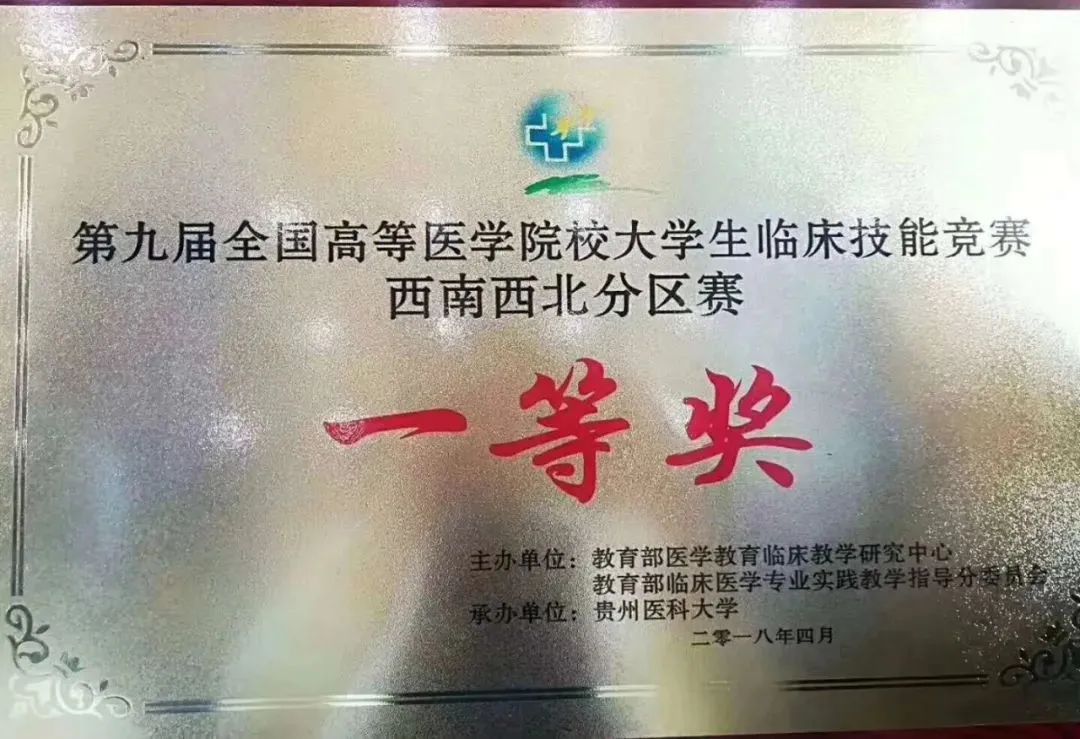 第九届全国高等医学院校大学生临床技能竞赛
西南西北分区赛
一等奖
主办单位：教育部医学教育临床教学研究中心
教育部临床医学专业实践教学指导分委员会
承办单位：贵州医科大学
二零一八年四月